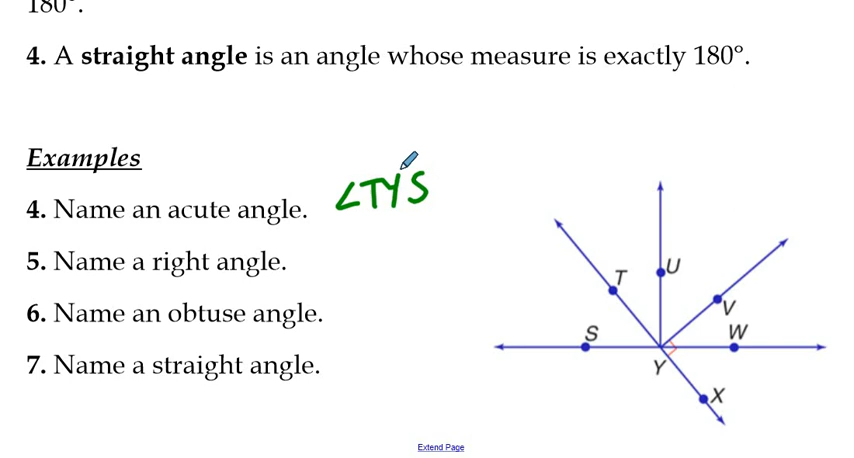 180°.
4. A straight angle is an angle whose measure is exactly 180°.
Examples
4. Name an acute angle. ∠TYS
5. Name a right angle.
6. Name an obtuse angle.
7. Name a straight angle.
T
U
V
S
W
Y
X
Extend Page